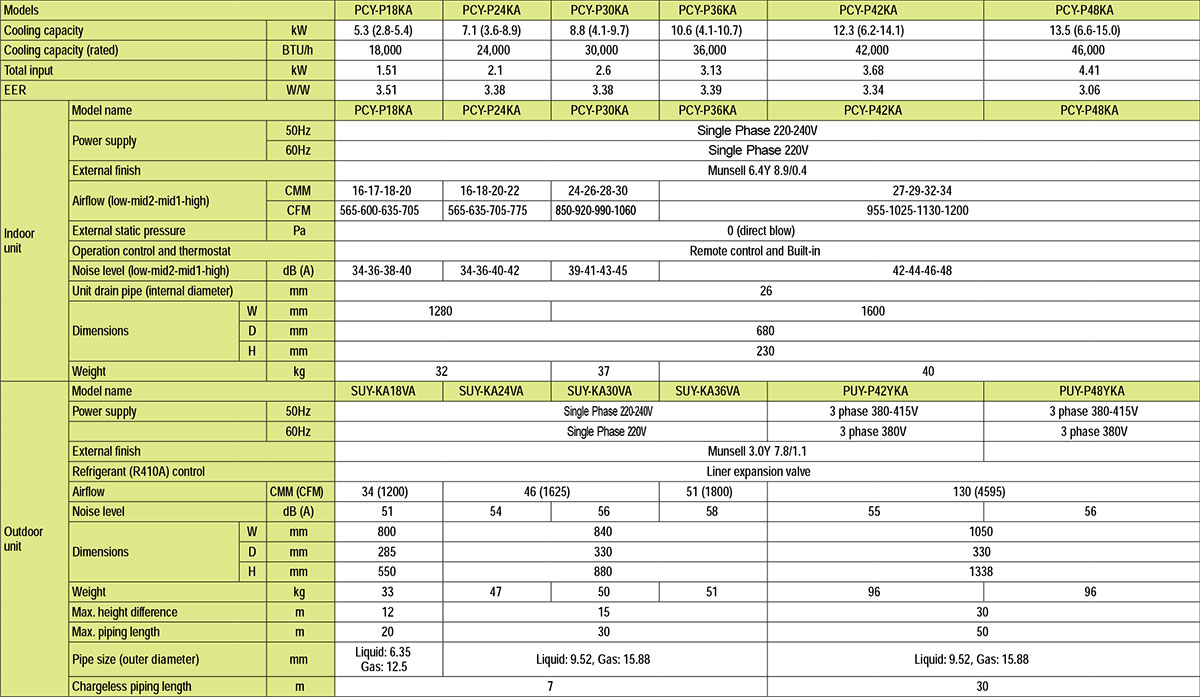 Models PCY-P18KA PCY-P24KA PCY-P30KA PCY-P36KA PCY-P42KA PCY-P48KA
Cooling capacity kW 5.3 (2.8-5.4) 7.1 (3.6-8.9) 8.8 (4.1-9.7) 10.6 (4.1-10.7) 12.3 (6.2-14.1) 13.5 (6.6-15.0)
Cooling capacity (rated) BTU/h 18,000 24,000 30,000 36,000 42,000 46,000
Total input kW 1.51 2.1 2.6 3.13 3.68 4.41
EER W/W 3.51 3.38 3.38 3.39 3.34 3.06
Indoor unit
Model name PCY-P18KA PCY-P24KA PCY-P30KA PCY-P36KA PCY-P42KA PCY-P48KA
Power supply 50Hz Single Phase 220-240V
60Hz Single Phase 220V
External finish Munsell 6.4Y 8.9/0.4
Airflow (low-mid2-mid1-high) CMM 16-17-18-20 16-18-20-22 24-26-28-30 27-29-32-34
CFM 565-600-635-705 565-635-705-775 850-920-990-1060 955-1025-1130-1200
External static pressure Pa 0 (direct blow)
Operation control and thermostat Remote control and Built-in
Noise level (low-mid2-mid1-high) dB (A) 34-36-38-40 34-36-40-42 39-41-43-45 42-44-46-48
Unit drain pipe (internal diameter) mm 26
Dimensions W mm 1280 1600
D mm 680
H mm 230
Weight kg 32 37 40
Outdoor unit
Model name SUY-KA18VA SUY-KA24VA SUY-KA30VA SUY-KA36VA PUY-P42YKA PUY-P48YKA
Power supply 50Hz Single Phase 220-240V 3 phase 380-415V 3 phase 380-415V
60Hz Single Phase 220V 3 phase 380V 3 phase 380V
External finish Munsell 3.0Y 7.8/1.1
Refrigerant (R410A) control Liner expansion valve
Airflow CMM (CFM) 34 (1200) 46 (1625) 51 (1800) 130 (4595)
Noise level dB (A) 51 54 56 58 55 56
Dimensions W mm 800 840 1050
D mm 285 330 330
H mm 550 880 1338
Weight kg 33 47 50 51 96 96
Max. height difference m 12 15 30
Max. piping length m 20 30 50
Pipe size (outer diameter) mm Liquid: 6.35 Gas: 12.5 Liquid: 9.52, Gas: 15.88 Liquid: 9.52, Gas: 15.88
Chargeless piping length m 7 30